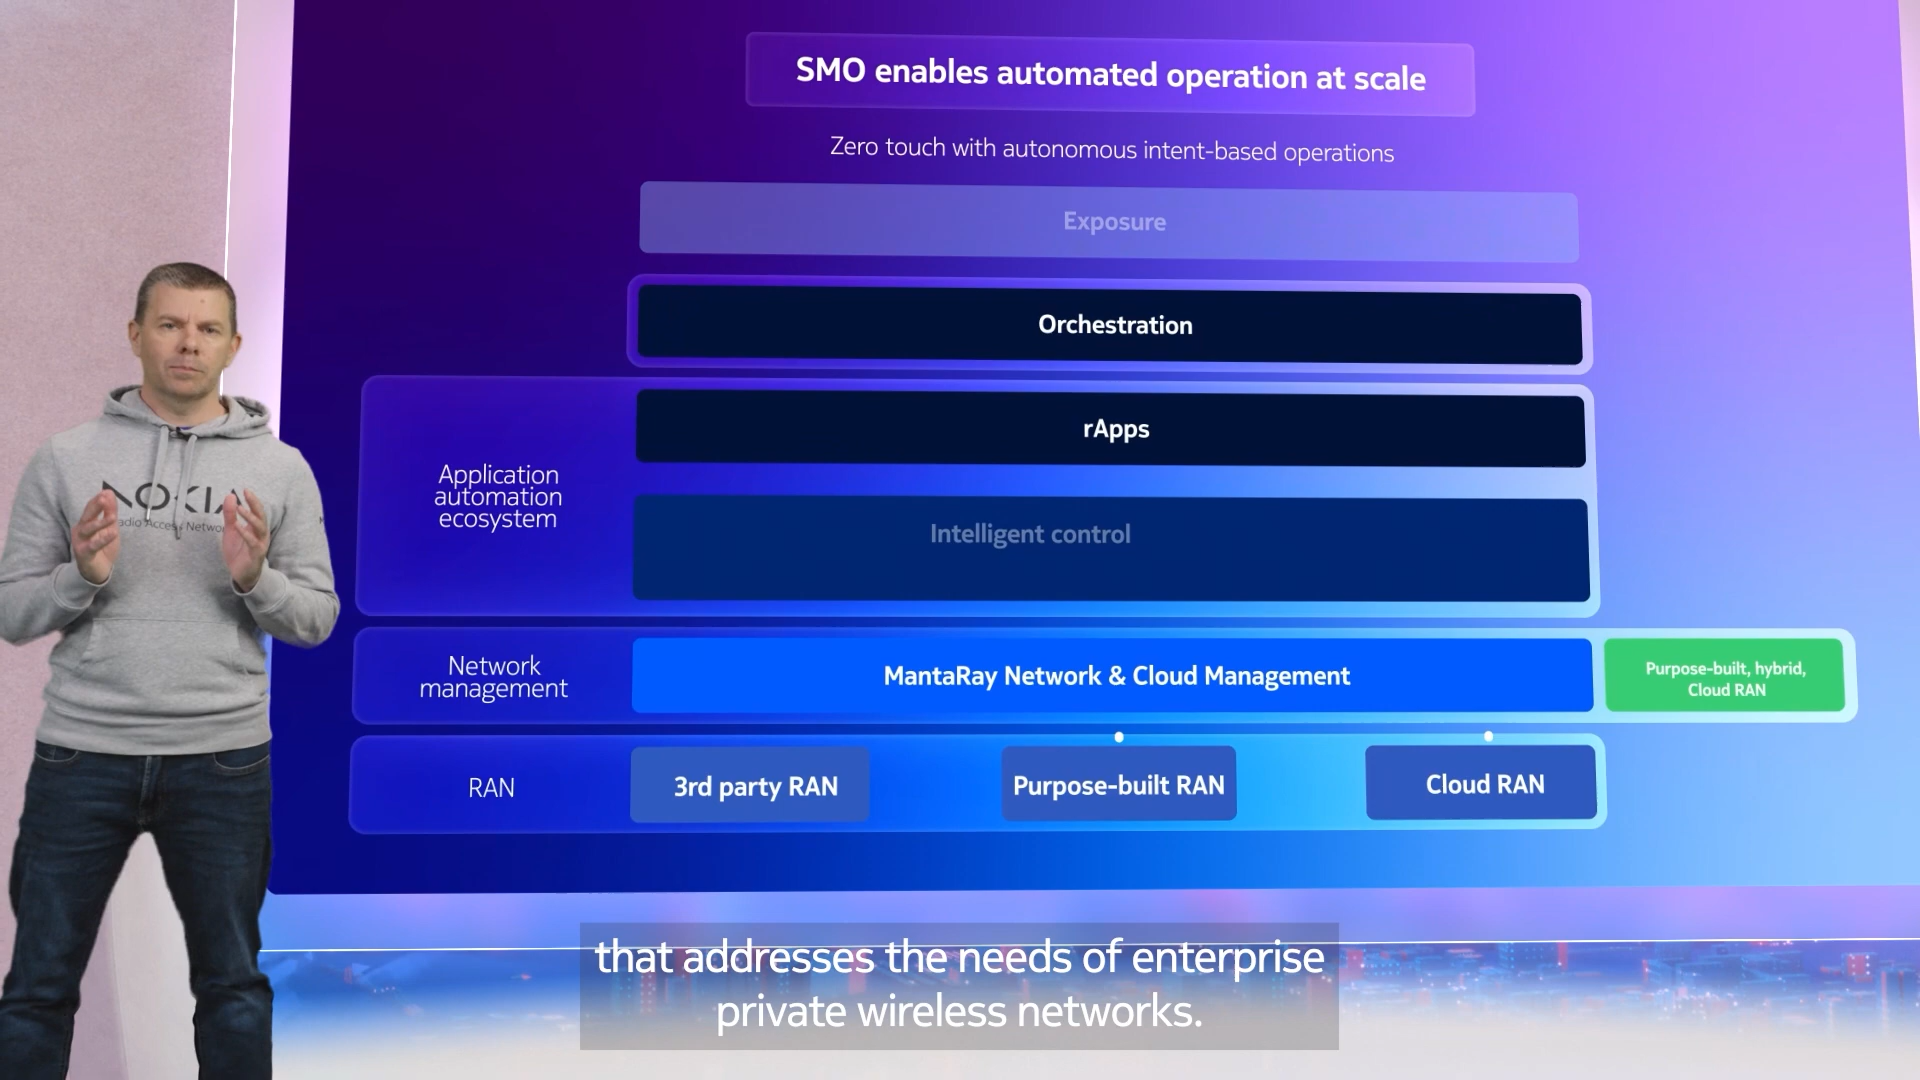 SMO enables automated operation at scale
Zero touch with autonomous intent-based operations
Exposure
Orchestration
Application
automation
ecosystem
rApps
Intelligent control
Network
management
MantaRay Network & Cloud Management
Purpose-built, hybrid,
Cloud RAN
RAN
3rd party RAN
Purpose-built RAN
Cloud RAN
NOKIA
that addresses the needs of enterprise
private wireless networks.